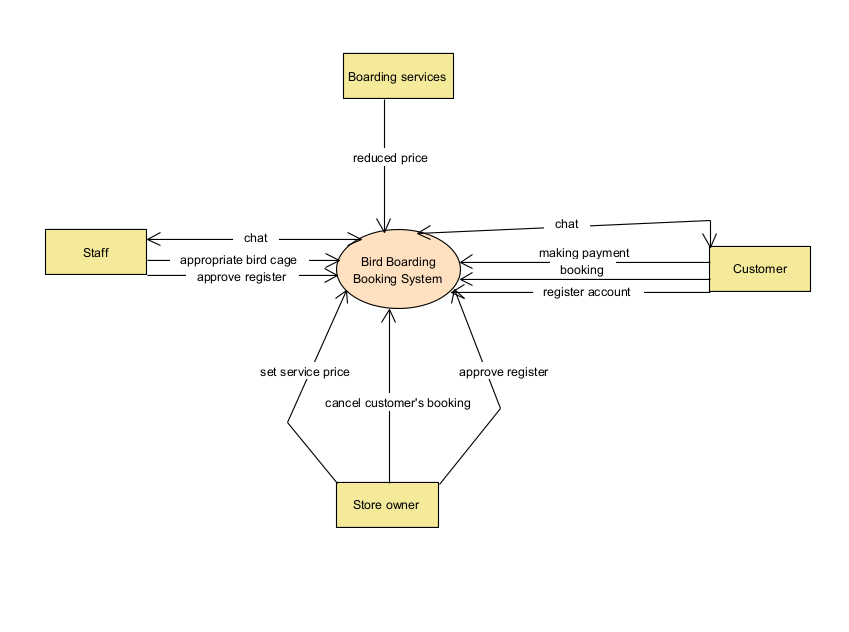 Boarding services
reduced price
chat
chat
Staff
appropriate bird cage
approve register
Bird Boarding
Booking System
making payment
booking
register account
Customer
set service price
approve register
cancel customer's booking
Store owner